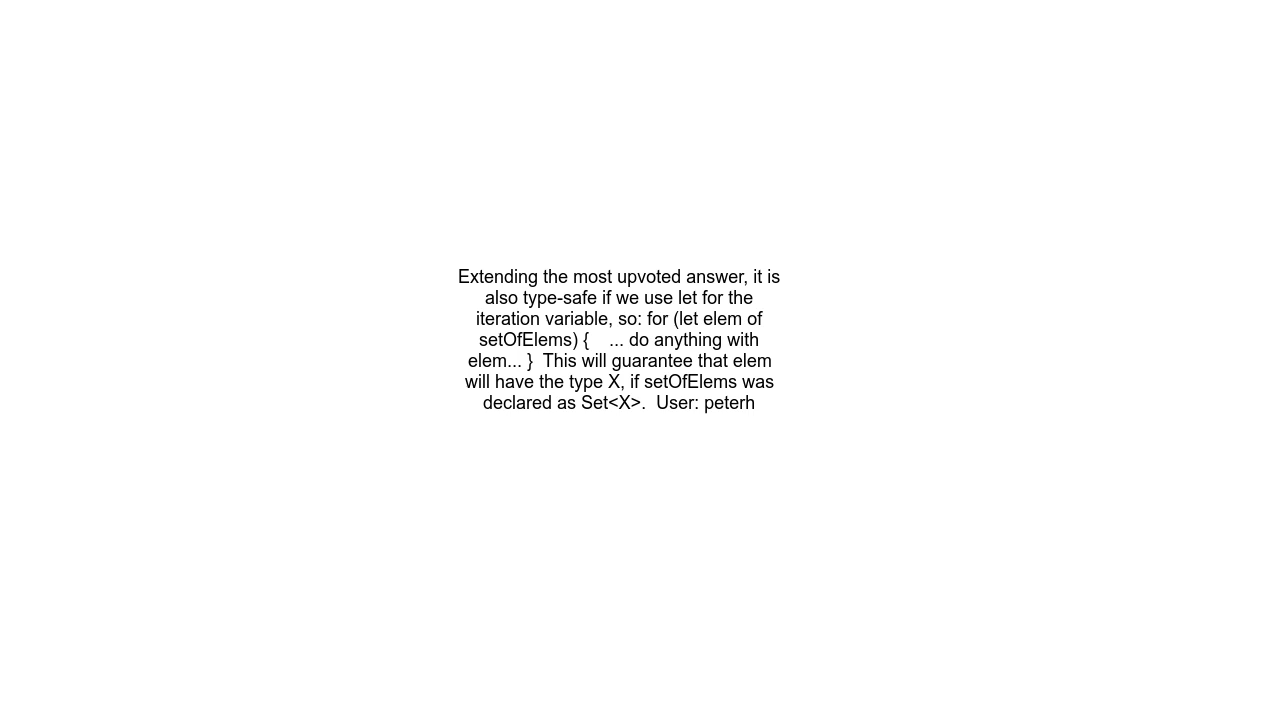 Extending the most upvoted answer, it is
also type-safe if we use let for the
iteration variable, so: for (let elem of
setOfElems) {    ... do anything with
elem... }  This will guarantee that elem
will have the type X, if setOfElems was
declared as Set<X>.  User: peterh